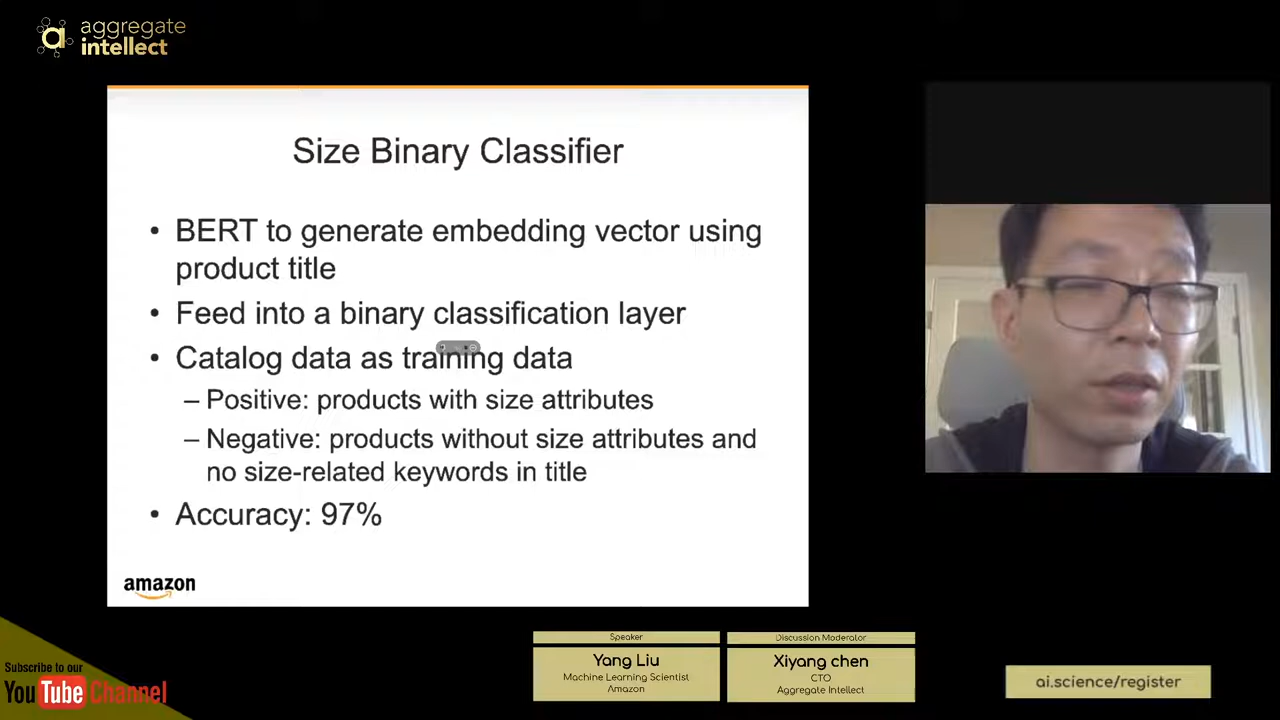 aggregate
intellect
Size Binary Classifier
• BERT to generate embedding vector using
product title
• Feed into a binary classification layer
• Catalog data as training data
– Positive: products with size attributes
– Negative: products without size attributes and
no size-related keywords in title
• Accuracy: 97%
amazon
Subscribe to our
YouTube Channel
Speaker
Yang Liu
Machine Learning Scientist
Amazon
Discussion Moderator
Xiyang chen
CTO
Aggregate Intellect
ai.science/register